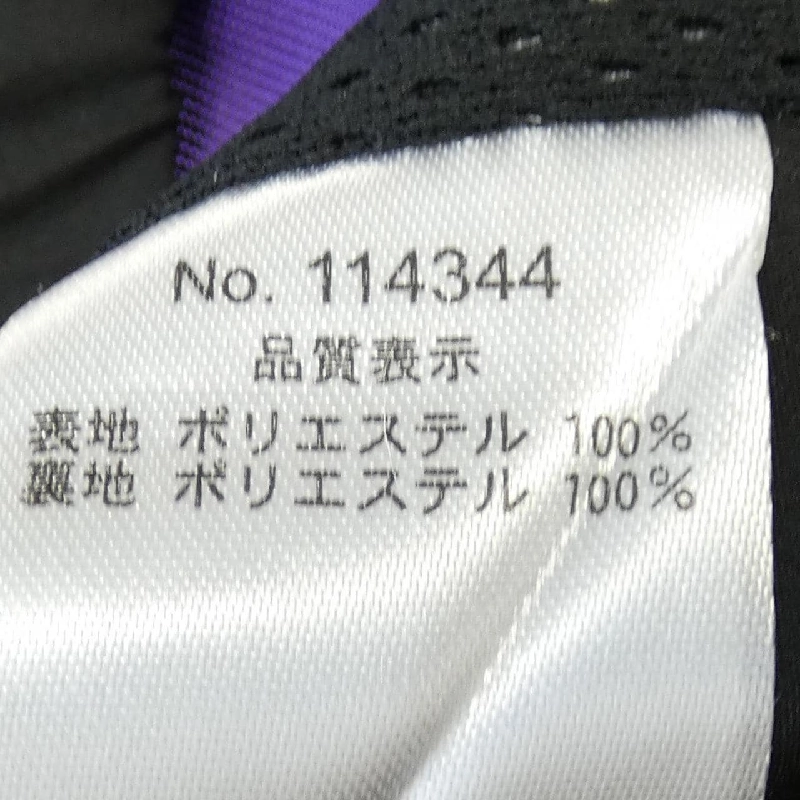 No. 114344
品質表示
表地 ポリエステル 100%
裏地 ポリエステル 100%